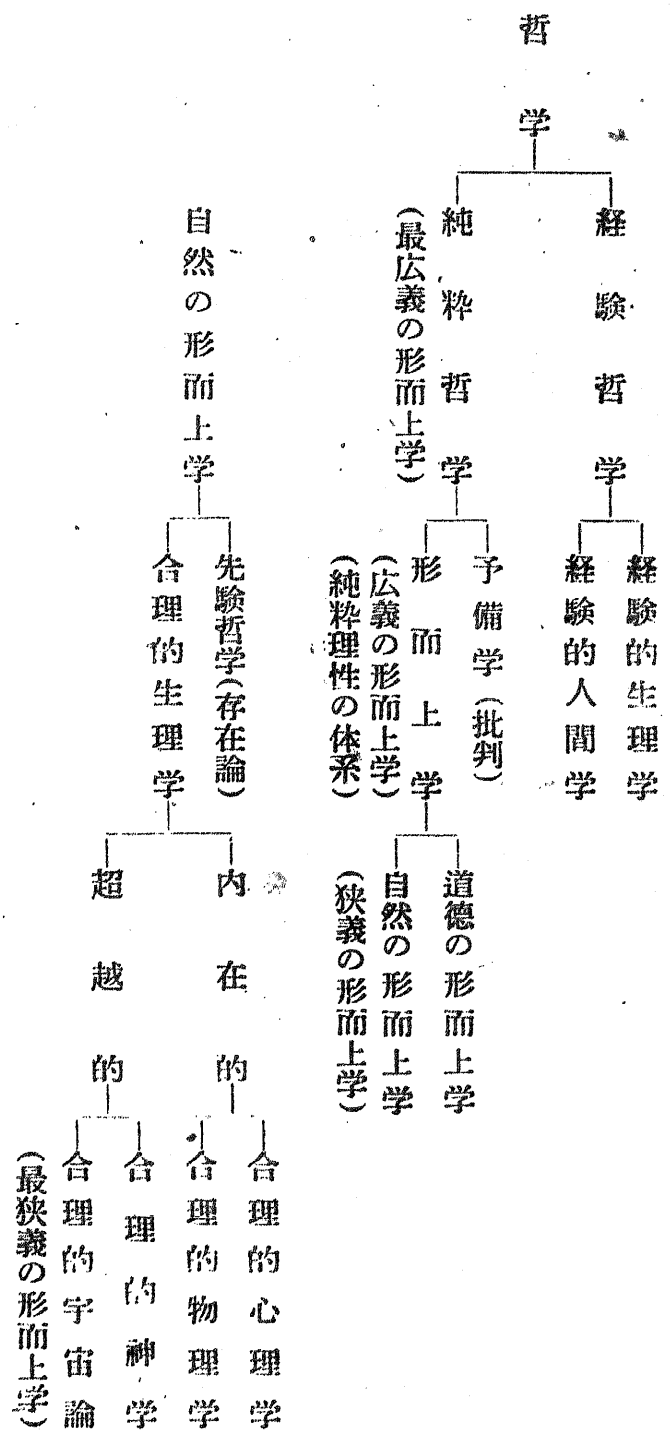 哲学
経験哲学
純粋哲学
(最広義の形而上学)
経験的生理学
経験的人間学
予備学(批判)
形而上学
(広義の形而上学)
(純粋理性の体系)
道徳の形而上学
自然の形而上学
(狭義の形而上学)
自然の形而上学
先験哲学(存在論)
合理的生理学
内在的
超越的
合理的心理学
合理的物理学
合理的神学
合理的宇宙論
(最狭義の形而上学)